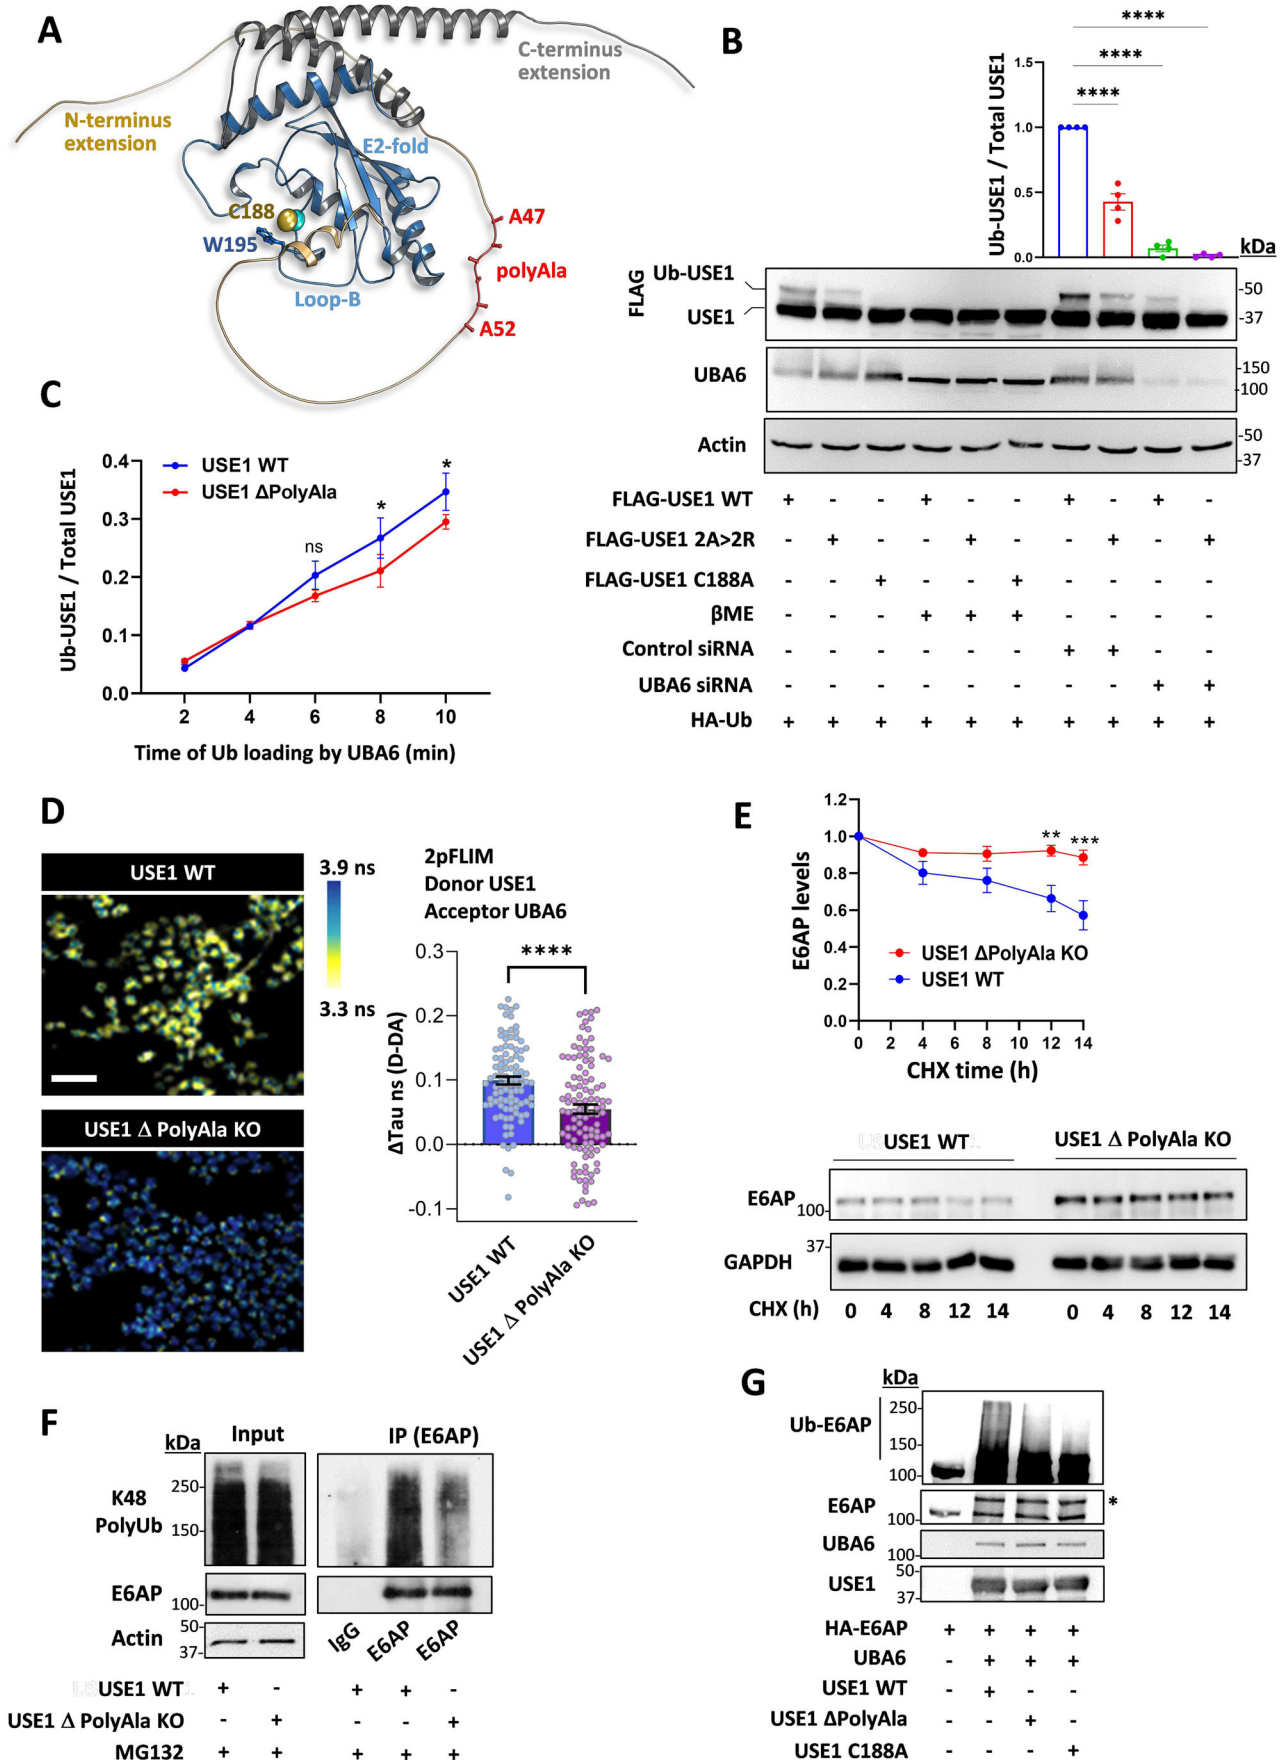 A
C-terminus
extension
N-terminus
extension
E2-fold
C188
W195
Loop-B
A47
polyAla
A52
B
Ub-USE1 / Total USE1
1.5
1.0
0.5
0.0
****
****
****
kDa
FLAG
Ub-USE1
USE1
-50
-37
UBA6
-150
-100
Actin
-50
-37
FLAG-USE1 WT + - - + - - + - + -
FLAG-USE1 2A>2R - + - - + - - + - +
FLAG-USE1 C188A - - + - - + - - - -
βME - - - + + + - - - -
Control siRNA - - - - - - + + - -
UBA6 siRNA - - - - - - - - + +
HA-Ub + + + + + + + + + +
C
Ub-USE1 / Total USE1
0.4
0.3
0.2
0.1
0.0
USE1 WT
USE1 ΔPolyAla
ns
*
*
2 4 6 8 10
Time of Ub loading by UBA6 (min)
D
USE1 WT
USE1 Δ PolyAla KO
3.9 ns
3.3 ns
2pFLIM
Donor USE1
Acceptor UBA6
****
ΔTau ns (D-DA)
0.3
0.2
0.1
0.0
-0.1
USE1 WT
USE1 Δ PolyAla KO
E
E6AP levels
1.2
1.0
0.8
0.6
0.4
0.2
0.0
**
***
USE1 ΔPolyAla KO
USE1 WT
0 2 4 6 8 10 12 14
CHX time (h)
USE1 WT
USE1 Δ PolyAla KO
E6AP
100-
37-
GAPDH
CHX (h) 0 4 8 12 14 0 4 8 12 14
F
kDa
Input
IP (E6AP)
K48
PolyUb
250-
150-
E6AP
100-
Actin
50-
37-
IgG
E6AP
E6AP
USE1 WT + - + + -
USE1 Δ PolyAla KO - + - - +
MG132 + + + + +
G
kDa
Ub-E6AP
250-
150-
100-
E6AP
100-
*
UBA6
100-
USE1
50-
37-
HA-E6AP + + + +
UBA6 - + + +
USE1 WT - + - -
USE1 ΔPolyAla - - + -
USE1 C188A - - - +